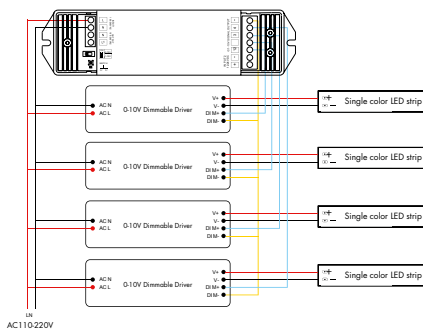 0-10V Dimmable Driver
AC N
AC L
V+
V-
DIM+
DIM-
Single color LED strip
0-10V Dimmable Driver
AC N
AC L
V+
V-
DIM+
DIM-
Single color LED strip
0-10V Dimmable Driver
AC N
AC L
V+
V-
DIM+
DIM-
Single color LED strip
0-10V Dimmable Driver
AC N
AC L
V+
V-
DIM+
DIM-
Single color LED strip
LN
AC110-220V